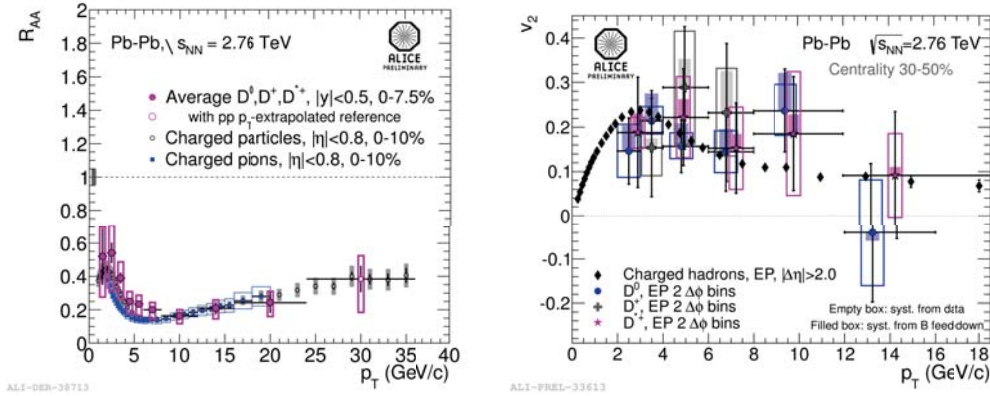 R_AA
2
1.8
1.6
1.4
1.2
1
0.8
0.6
0.4
0.2
0
Pb-Pb, \ s_NN = 2.76 TeV
ALICE
PRELIMINARY
Average D⁰,D⁺,D*⁺, |y|<0.5, 0-7.5%
with pp p_T-extrapolated reference
Charged particles, |η|<0.8, 0-10%
Charged pions, |η|<0.8, 0-10%
0 5 10 15 20 25 30 35 40
p_T (GeV/c)
ALI-DER-38713
v_2
0.4
0.3
0.2
0.1
0
-0.1
-0.2
ALICE
PRELIMINARY
Pb-Pb √s_NN=2.76 TeV
Centrality 30-50%
Charged hadrons, EP, |Δη|>2.0
D⁰, EP 2 Δϕ bins
D⁺, EP 2 Δϕ bins
D*⁺, EP 2 Δϕ bins
Empty box: syst. from data
Filled box: syst. from B feeddown
0 2 4 6 8 10 12 14 16 18
p_T (GeV/c)
ALI-PREL-33613